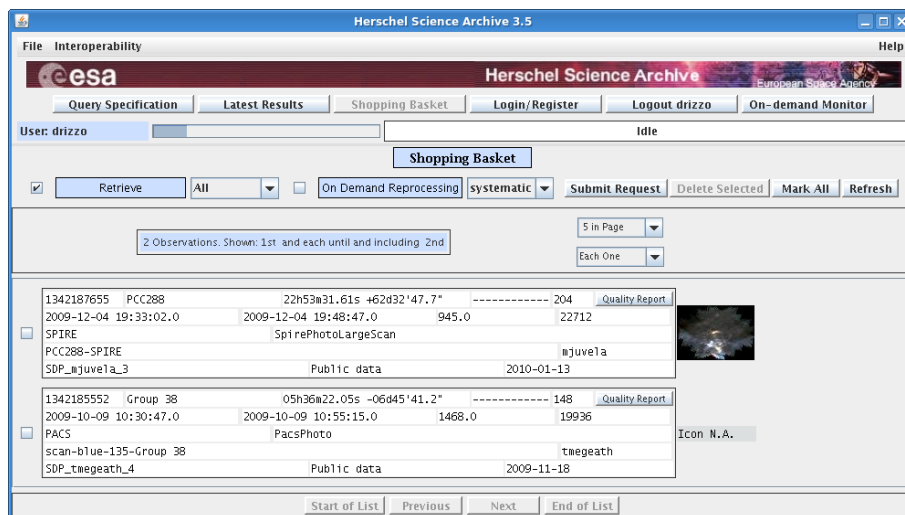 Herschel Science Archive 3.5
File Interoperability Help
esa Herschel Science Archive European Space Agency
Query Specification Latest Results Shopping Basket Login/Register Logout drizzo On-demand Monitor
User: drizzo Idle
Shopping Basket
Retrieve All On Demand Reprocessing systematic Submit Request Delete Selected Mark All Refresh
5 in Page
2 Observations. Shown: 1st and each until and including 2nd
Each One
1342187655 PCC288 22h53m31.61s +62d32'47.7" ------------ 204 Quality Report
2009-12-04 19:33:02.0 2009-12-04 19:48:47.0 945.0 22712
SPIRE SpirePhotoLargeScan
PCC288-SPIRE mjuvela
SDP_mjuvela_3 Public data 2010-01-13
1342185552 Group 38 05h36m22.05s -06d45'41.2" ------------ 148 Quality Report
2009-10-09 10:30:47.0 2009-10-09 10:55:15.0 1468.0 19936
PACS PacsPhoto Icon N.A.
scan-blue-135-Group 38 tmegeath
SDP_tmegeath_4 Public data 2009-11-18
Start of List Previous Next End of List